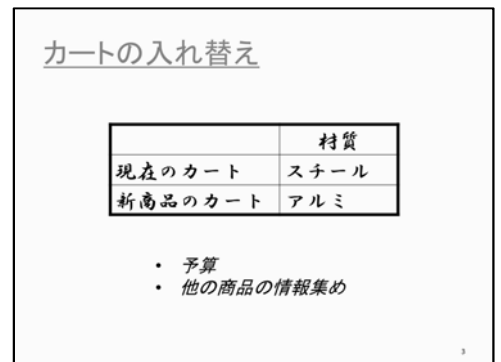 カートの入れ替え
材質
現在のカート スチール
新商品のカート アルミ
• 予算
• 他の商品の情報集め
3